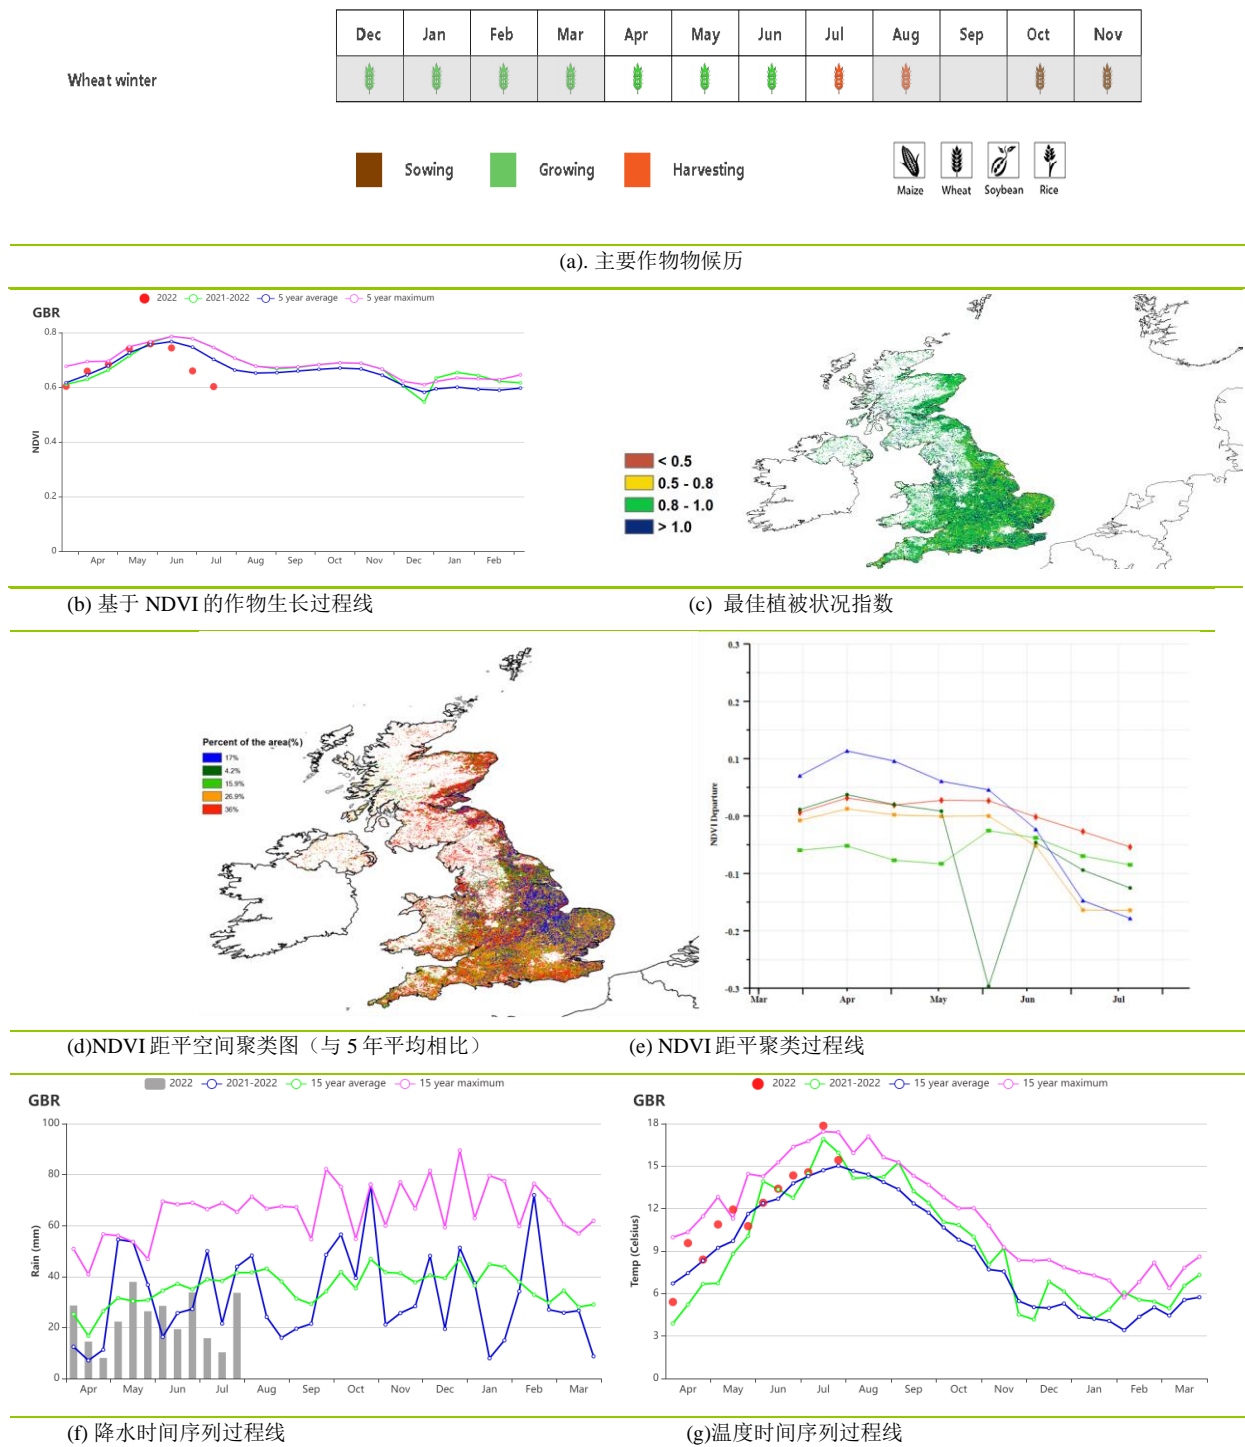 Dec Jan Feb Mar Apr May Jun Jul Aug Sep Oct Nov
Wheat winter
Sowing Growing Harvesting
Maize Wheat Soybean Rice
(a). 主要作物物候历
2022 2021-2022 5 year average 5 year maximum
GBR
0.8
0.6
0.4
0.2
0
NDVI
Apr May Jun Jul Aug Sep Oct Nov Dec Jan Feb
< 0.5
0.5 - 0.8
0.8 - 1.0
> 1.0
(b) 基于 NDVI 的作物生长过程线
(c) 最佳植被状况指数
Percent of the area(%)
17%
4.2%
15.9%
26.9%
36%
0.3
0.2
0.1
-0.0
-0.1
-0.2
-0.3
NDVI Departure
Mar Apr May Jun Jul
(d)NDVI 距平空间聚类图（与 5 年平均相比）
(e) NDVI 距平聚类过程线
2022 2021-2022 15 year average 15 year maximum
GBR
100
80
60
40
20
0
Rain (mm)
Apr May Jun Jul Aug Sep Oct Nov Dec Jan Feb Mar
2022 2021-2022 15 year average 15 year maximum
GBR
18
15
12
9
6
3
0
Temp (Celsius)
Apr May Jun Jul Aug Sep Oct Nov Dec Jan Feb Mar
(f) 降水时间序列过程线
(g)温度时间序列过程线